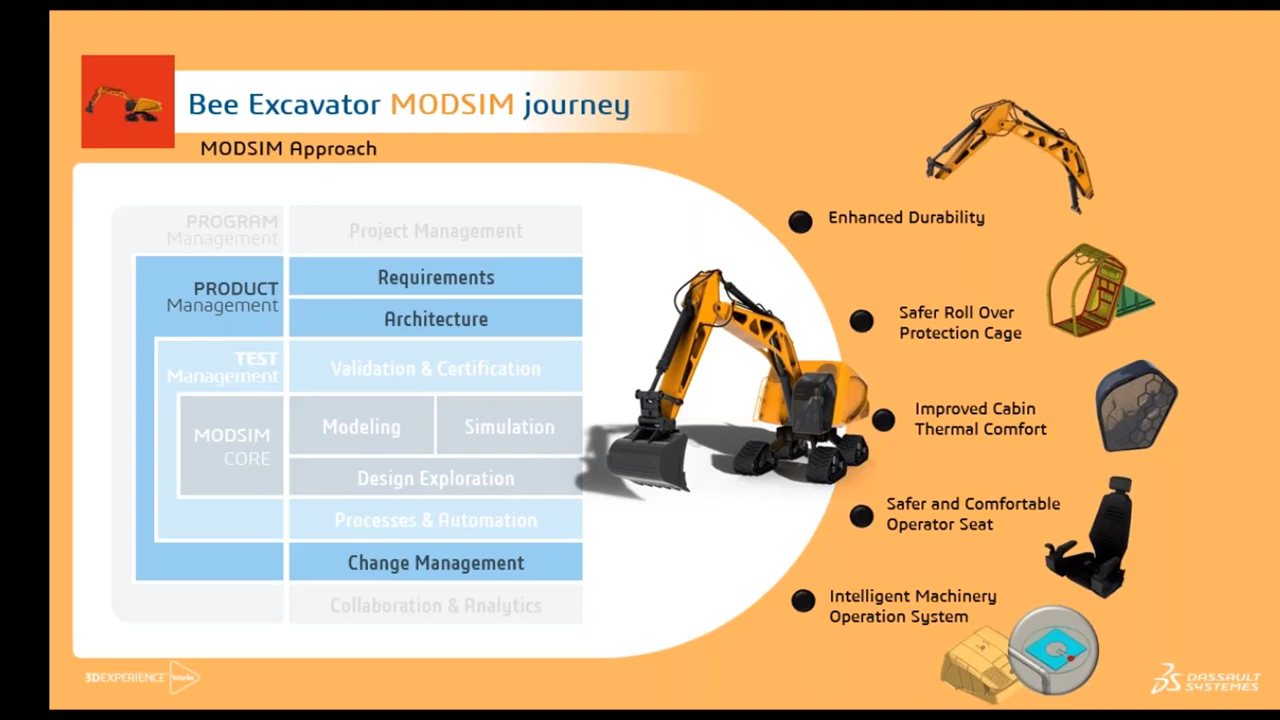 Bee Excavator MODSIM journey
MODSIM Approach
PROGRAM
Management
Project Management
PRODUCT
Management
Requirements
Architecture
TEST
Management
Validation & Certification
MODSIM
CORE
Modeling
Simulation
Design Exploration
Processes & Automation
Change Management
Collaboration & Analytics
Enhanced Durability
Safer Roll Over
Protection Cage
Improved Cabin
Thermal Comfort
Safer and Comfortable
Operator Seat
Intelligent Machinery
Operation System
3DEXPERIENCE Works
DASSAULT
SYSTEMES